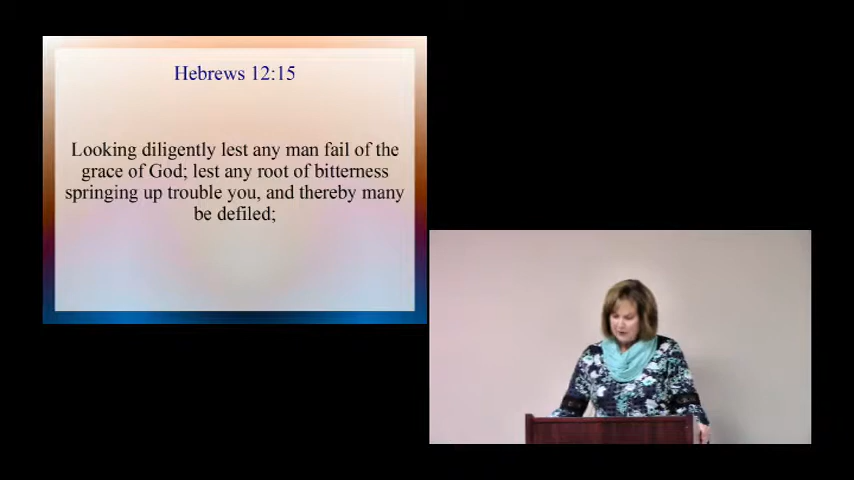 Hebrews 12:15
Looking diligently lest any man fail of the
grace of God; lest any root of bitterness
springing up trouble you, and thereby many
be defiled;